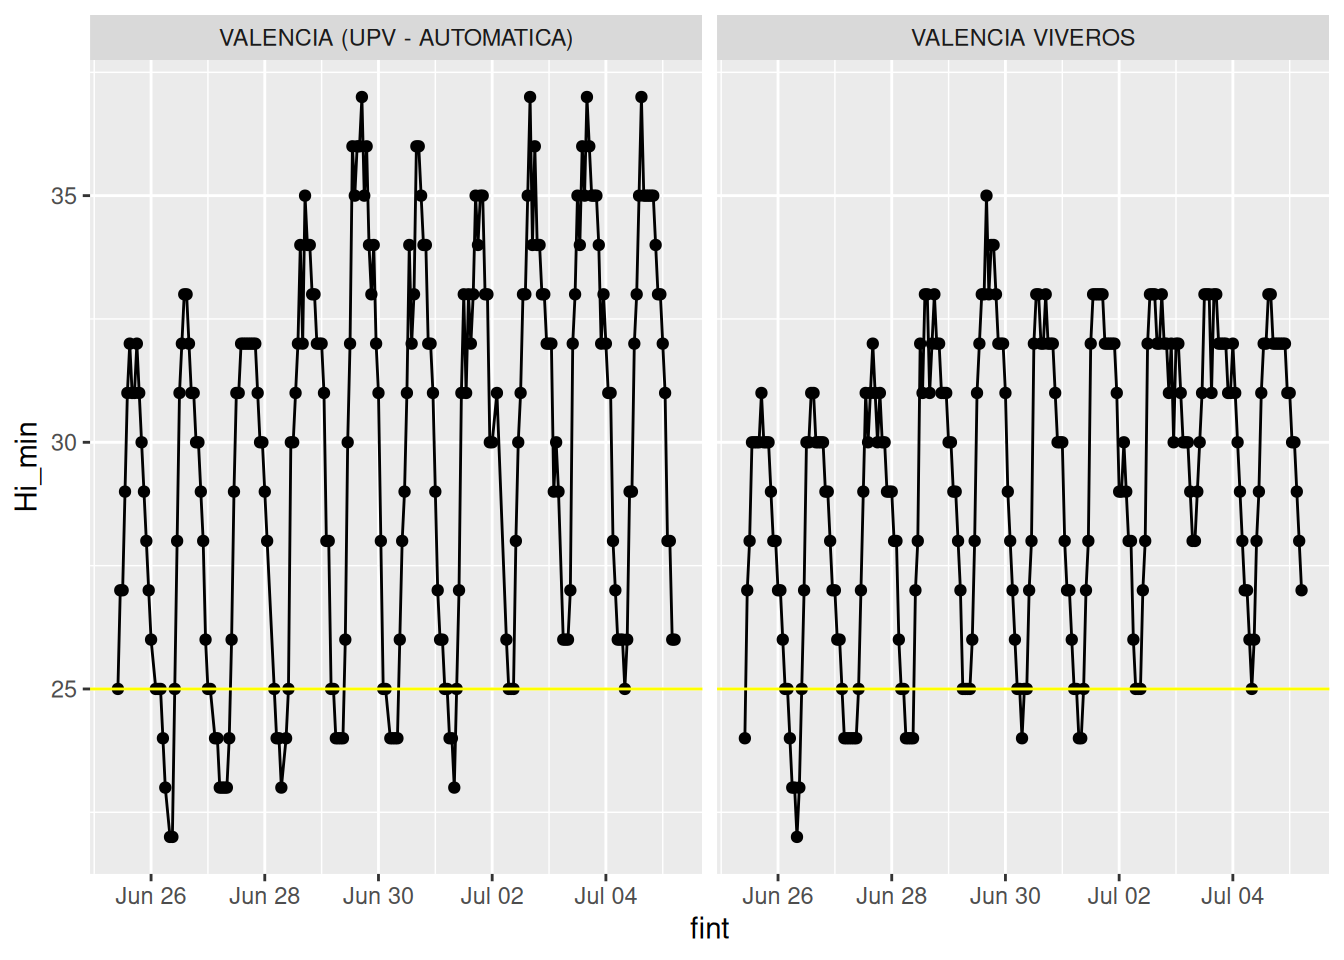 VALENCIA (UPV - AUTOMATICA)
VALENCIA VIVEROS
Hi_min
35
30
25
Jun 26
Jun 28
Jun 30
Jul 02
Jul 04
Jun 26
Jun 28
Jun 30
Jul 02
Jul 04
fint